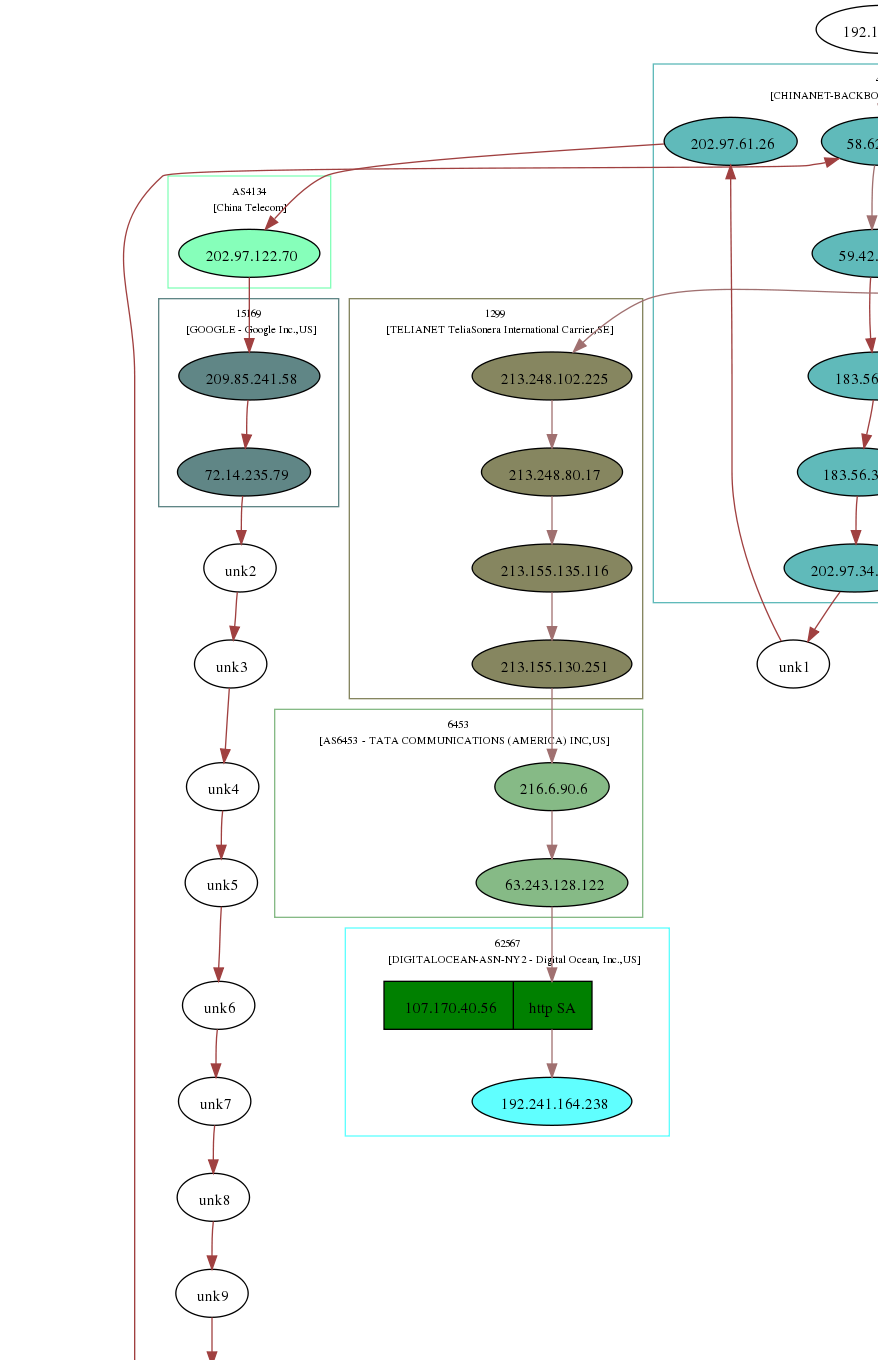 192.1
[CHINANET-BACKBO
202.97.61.26
58.62
AS4134
[China Telecom]
202.97.122.70
59.42.
15169
[GOOGLE - Google Inc.,US]
1299
[TELIANET TeliaSonera International Carrier,SE]
209.85.241.58
213.248.102.225
183.56
72.14.235.79
213.248.80.17
183.56.3
unk2
213.155.135.116
202.97.34.
unk3
213.155.130.251
unk1
6453
[AS6453 - TATA COMMUNICATIONS (AMERICA) INC,US]
unk4
216.6.90.6
unk5
63.243.128.122
62567
[DIGITALOCEAN-ASN-NY2 - Digital Ocean, Inc.,US]
unk6
107.170.40.56
http SA
unk7
192.241.164.238
unk8
unk9